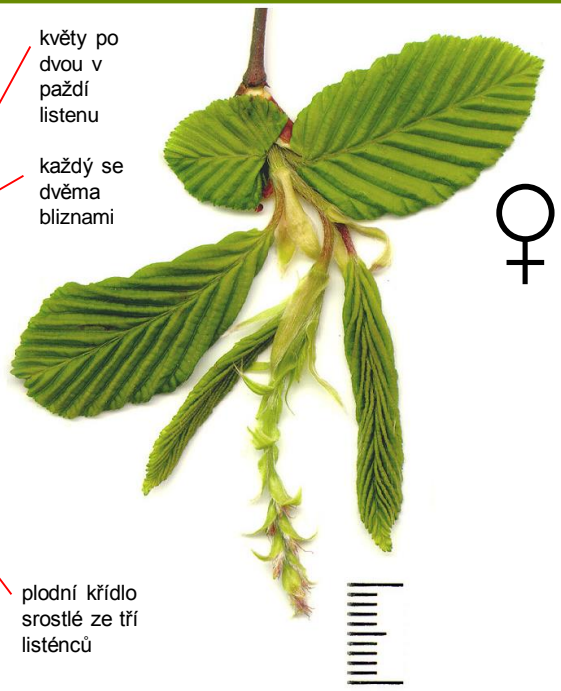 květy po
dvou v
paždí
listenu
každý se
dvěma
bliznami
plodní křídlo
srostlé ze tří
listénců